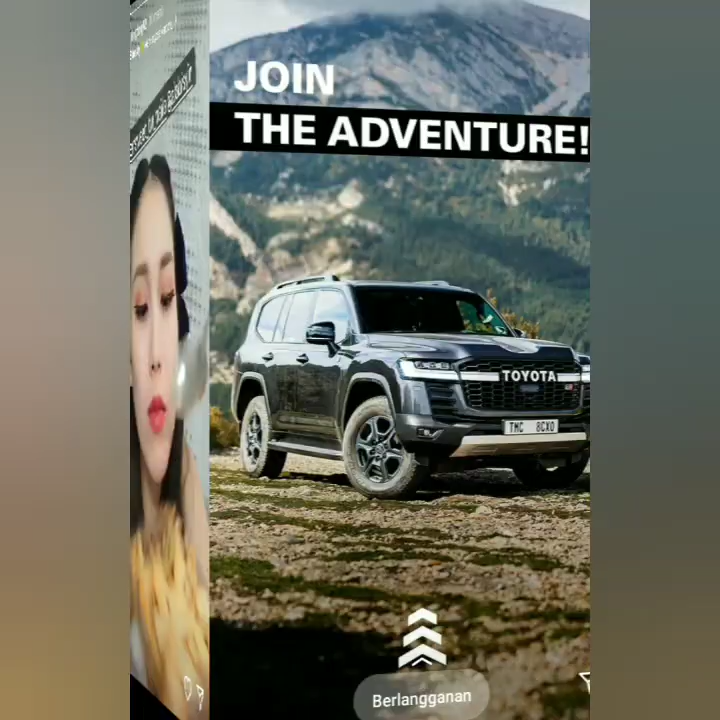 JOIN
THE ADVENTURE!
TOYOTA
TMC 8CXO
Berlangganan